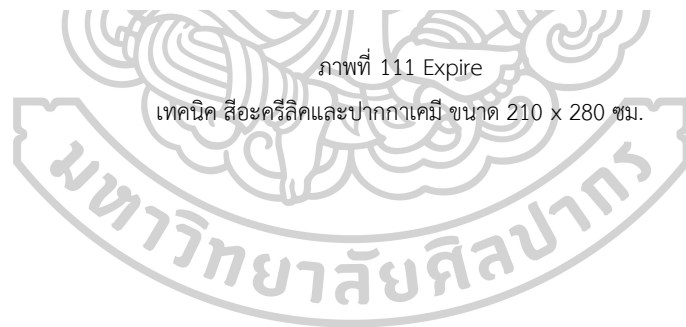 ภาพที่ 111 Expire
เทคนิค สีอะครีลิคและปากกาเคมี ขนาด 210 x 280 ซม.
มหาวิทยาลัยศิลปากร